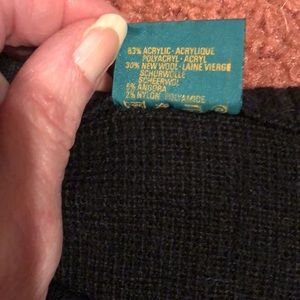 63% ACRYLIC·ACRYLIQUE
POLYACRYL·ACRYL
30% NEW WOOL·LAINE VIERGE
SCHURWOLLE
SCHEERWOL
5% ANGORA
2% NYLON POLYAMIDE